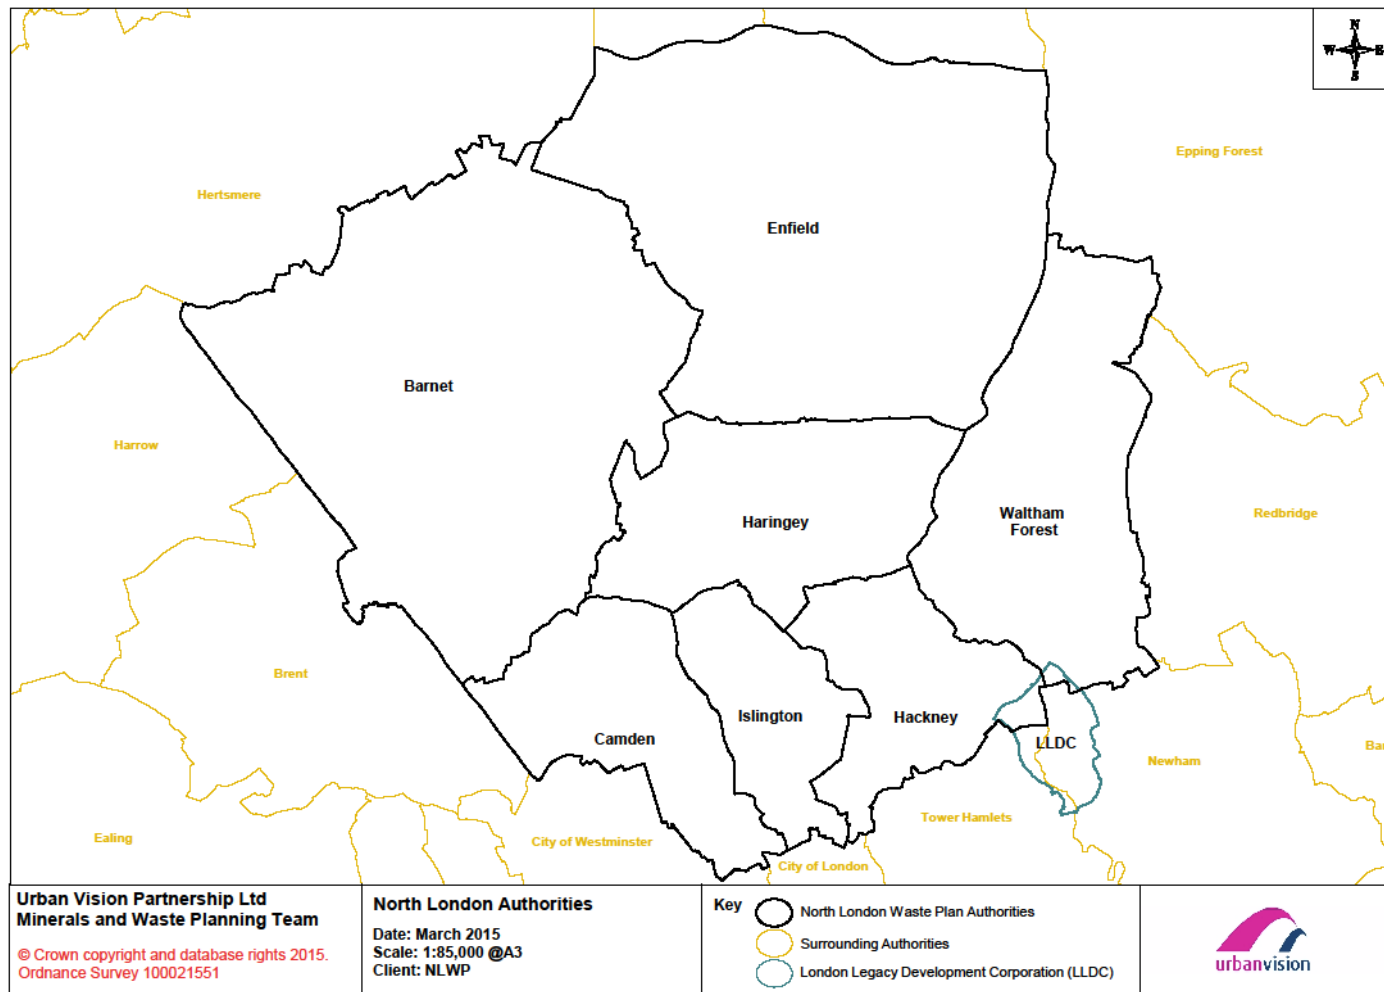 N
W E
S
Epping Forest
Hertsmere
Enfield
Barnet
Harrow
Haringey
Waltham
Forest
Redbridge
Brent
Islington
Hackney
Camden
LLDC
Newham
Bar
Tower Hamlets
Ealing
City of Westminster
City of London
Urban Vision Partnership Ltd
Minerals and Waste Planning Team
© Crown copyright and database rights 2015.
Ordnance Survey 100021551
North London Authorities
Date: March 2015
Scale: 1:85,000 @A3
Client: NLWP
Key
North London Waste Plan Authorities
Surrounding Authorities
London Legacy Development Corporation (LLDC)
urbanvision